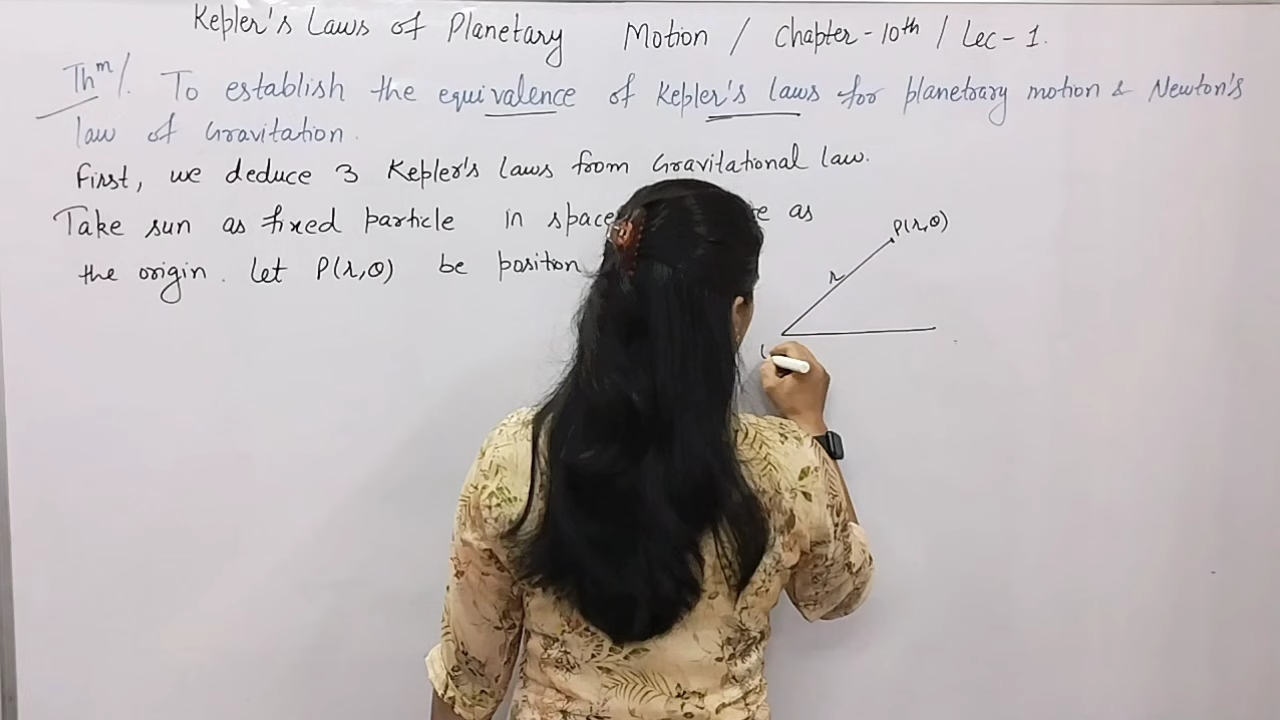 Kepler's Laws of Planetary Motion / Chapter-10th / Lec-1.
Thm/. To establish the equivalence of Kepler's laws for planetrary motion & Newton's
law of Gravitation.
First, we deduce 3 Kepler's Laws from Gravitational law.
Take sun as fixed particle in space as
the origin. Let P(r,θ) be position
P(r,θ)
r